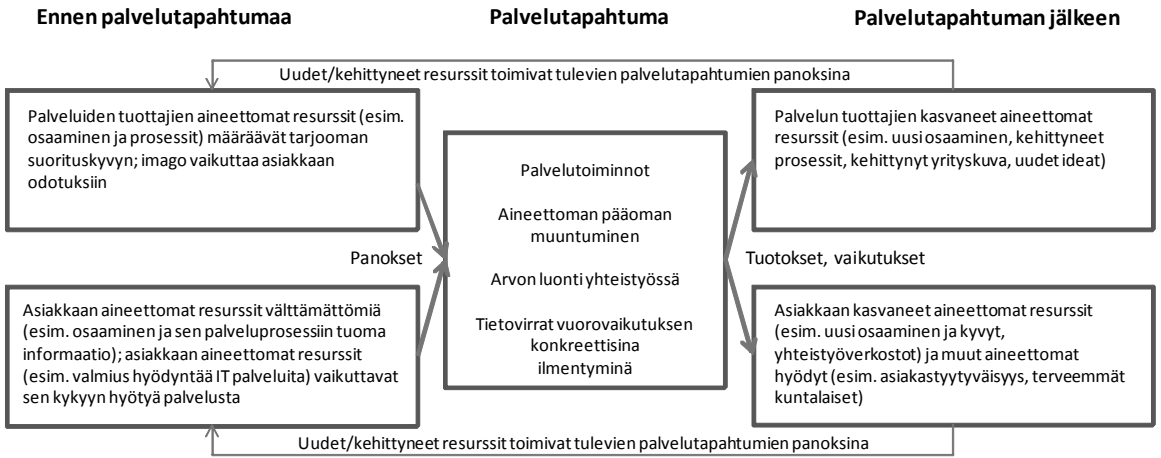 Ennen palvelutapahtumaa
Palvelutapahtuma
Palvelutapahtuman jälkeen
Uudet/kehittyneet resurssit toimivat tulevien palvelutapahtumien panoksina
Palveluiden tuottajien aineettomat resurssit (esim.
osaaminen ja prosessit) määräävät tarjooman
suorituskyvyn; imago vaikuttaa asiakkaan
odotuksiin
Palvelutoiminnot
Aineettoman pääoman
muuntuminen
Arvon luonti yhteistyössä
Tietovirrat vuorovaikutuksen
konkreettisina
ilmentyminä
Palvelun tuottajien kasvaneet aineettomat
resurssit (esim. uusi osaaminen, kehittyneet
prosessit, kehittynyt yrityskuva, uudet ideat)
Panokset
Tuotokset, vaikutukset
Asiakkaan aineettomat resurssit välttämättömiä
(esim. osaaminen ja sen palveluprosessiin tuoma
informaatio); asiakkaan aineettomat resurssit
(esim. valmius hyödyntää IT palveluita) vaikuttavat
sen kykyyn hyötyä palvelusta
Asiakkaan kasvaneet aineettomat resurssit
(esim. uusi osaaminen ja kyvyt,
yhteistyöverkostot) ja muut aineettomat
hyödyt (esim. asiakastyytyväisyys, terveemmät
kuntalaiset)
Uudet/kehittyneet resurssit toimivat tulevien palvelutapahtumien panoksina